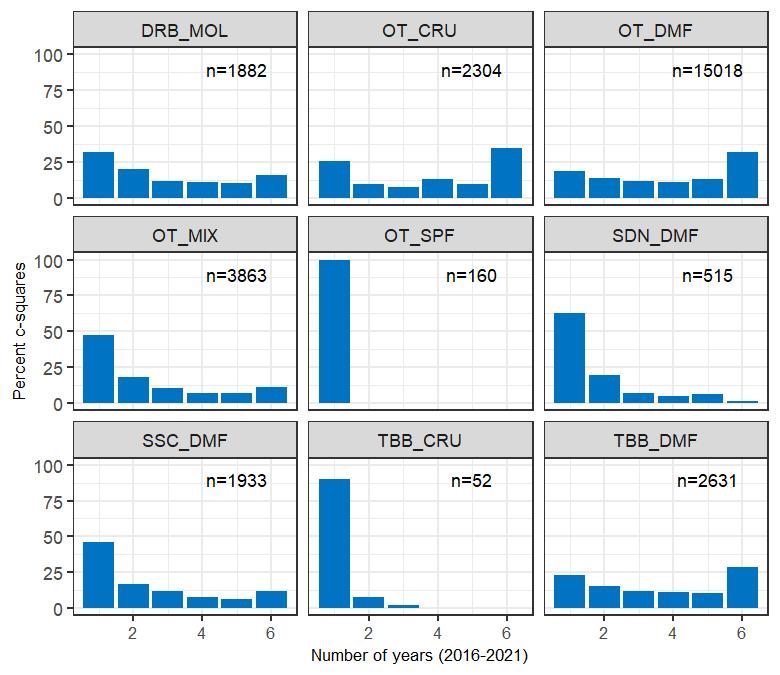 DRB_MOL OT_CRU OT_DMF
n=1882 n=2304 n=15018
100
75
50
25
0
OT_MIX OT_SPF SDN_DMF
n=3863 n=160 n=515
100
75
50
25
0
Percent c-squares
SSC_DMF TBB_CRU TBB_DMF
n=1933 n=52 n=2631
100
75
50
25
0
2 4 6 2 4 6 2 4 6
Number of years (2016-2021)